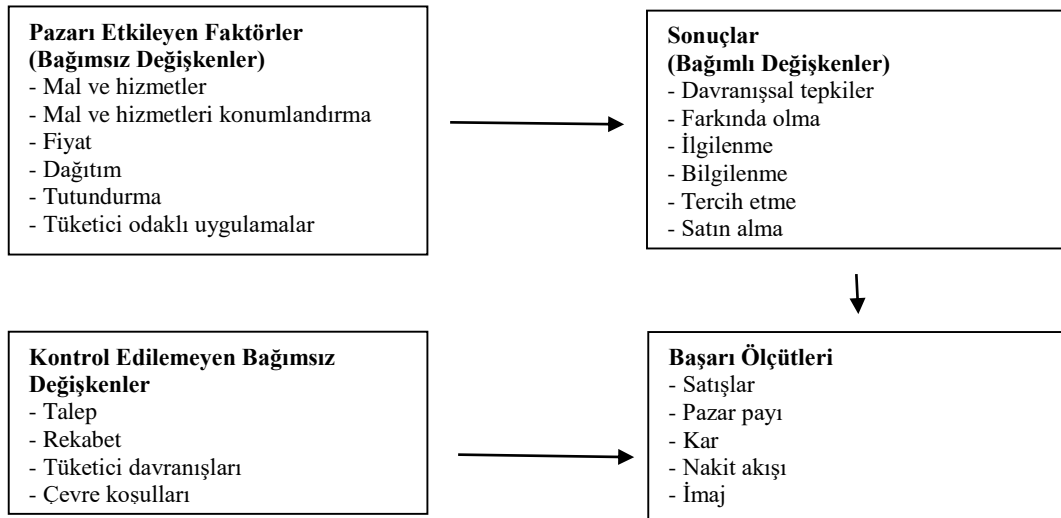 Pazarı Etkileyen Faktörler
(Bağımsız Değişkenler)
- Mal ve hizmetler
- Mal ve hizmetleri konumlandırma
- Fiyat
- Dağıtım
- Tutundurma
- Tüketici odaklı uygulamalar
Sonuçlar
(Bağımlı Değişkenler)
- Davranışsal tepkiler
- Farkında olma
- İlgilenme
- Bilgilenme
- Tercih etme
- Satın alma
Kontrol Edilemeyen Bağımsız
Değişkenler
- Talep
- Rekabet
- Tüketici davranışları
- Çevre koşulları
Başarı Ölçütleri
- Satışlar
- Pazar payı
- Kar
- Nakit akışı
- İmaj